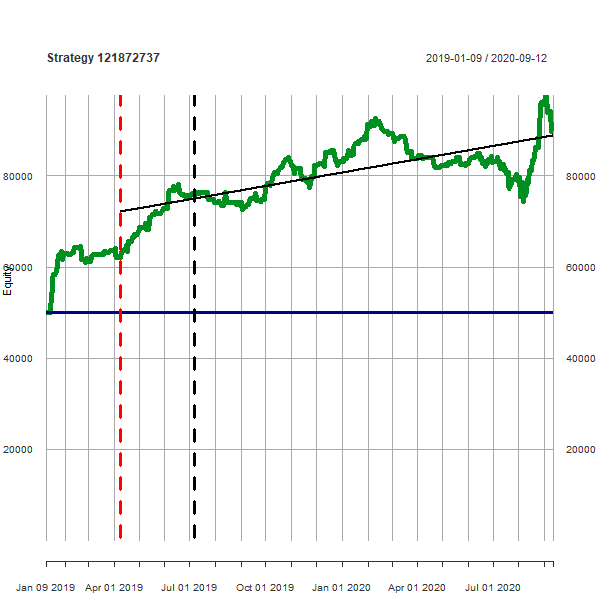 Strategy 121872737
2019-01-09 / 2020-09-12
80000
80000
60000
60000
Equity
40000
40000
20000
20000
Jan 09 2019
Apr 01 2019
Jul 01 2019
Oct 01 2019
Jan 01 2020
Apr 01 2020
Jul 01 2020